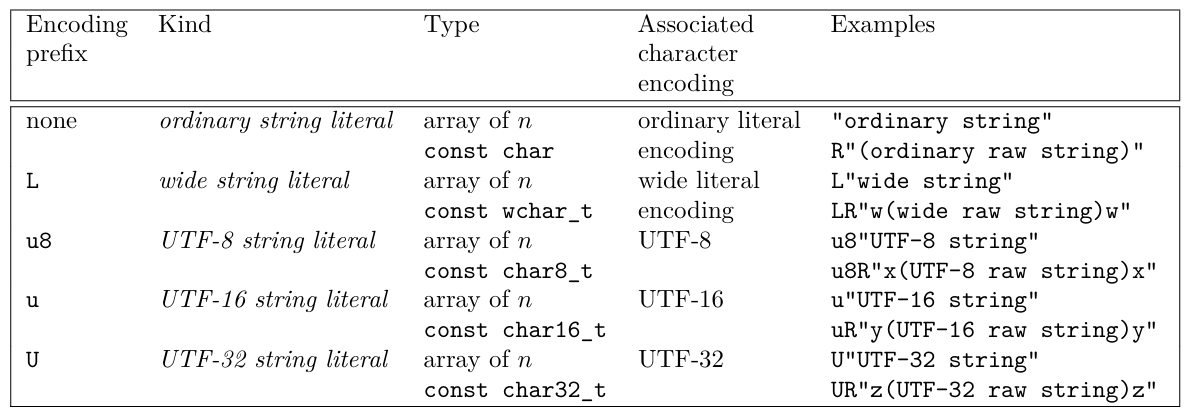 Encoding prefix Kind Type Associated character encoding Examples
none ordinary string literal array of n ordinary literal "ordinary string"
const char encoding R"(ordinary raw string)"
L wide string literal array of n wide literal L"wide string"
const wchar_t encoding LR"w(wide raw string)w"
u8 UTF-8 string literal array of n UTF-8 u8"UTF-8 string"
const char8_t u8R"x(UTF-8 raw string)x"
u UTF-16 string literal array of n UTF-16 u"UTF-16 string"
const char16_t uR"y(UTF-16 raw string)y"
U UTF-32 string literal array of n UTF-32 U"UTF-32 string"
const char32_t UR"z(UTF-32 raw string)z"